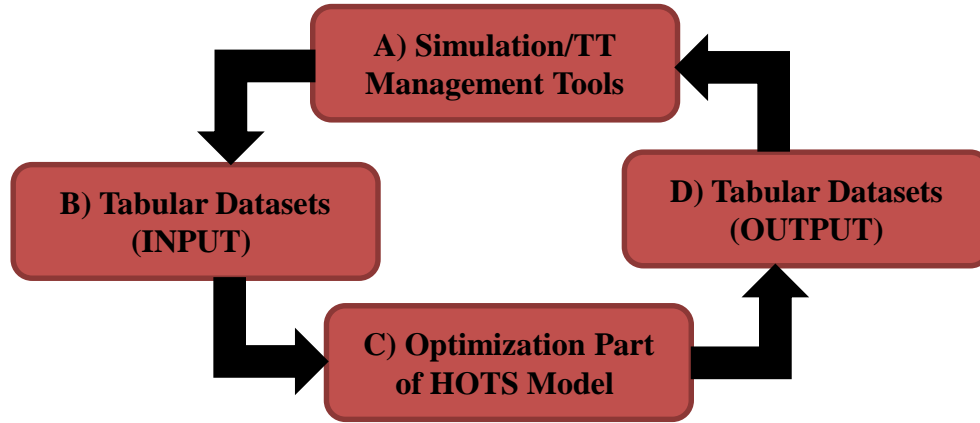 A) Simulation/TT
Management Tools
B) Tabular Datasets
(INPUT)
D) Tabular Datasets
(OUTPUT)
C) Optimization Part
of HOTS Model